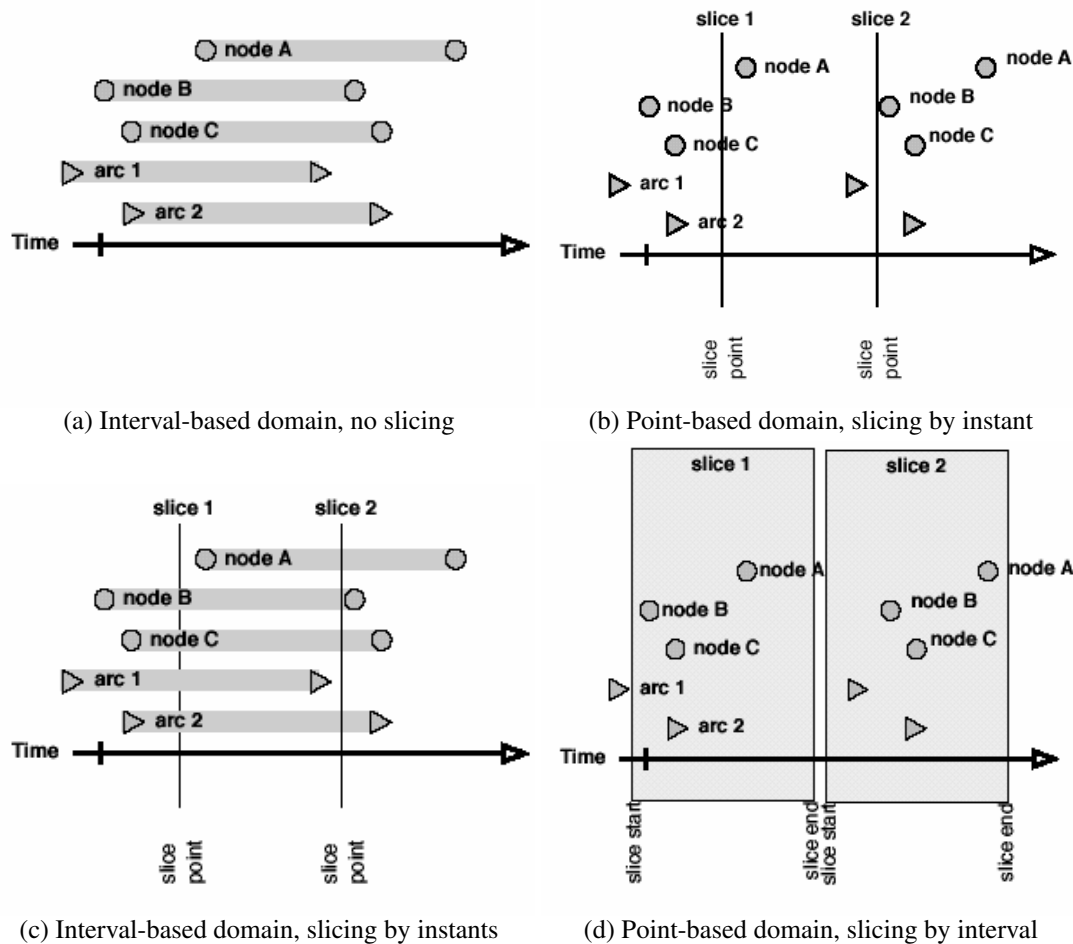 node A
node B
node C
arc 1
arc 2
Time
(a) Interval-based domain, no slicing
slice 1
slice 2
node A
node A
node B
node B
node C
node C
arc 1
arc 2
Time
slice point
slice point
(b) Point-based domain, slicing by instant
slice 1
slice 2
node A
node B
node C
arc 1
arc 2
Time
slice point
slice point
(c) Interval-based domain, slicing by instants
slice 1
slice 2
node A
node A
node B
node B
node C
node C
arc 1
arc 2
Time
slice start
slice end
slice start
slice end
(d) Point-based domain, slicing by interval